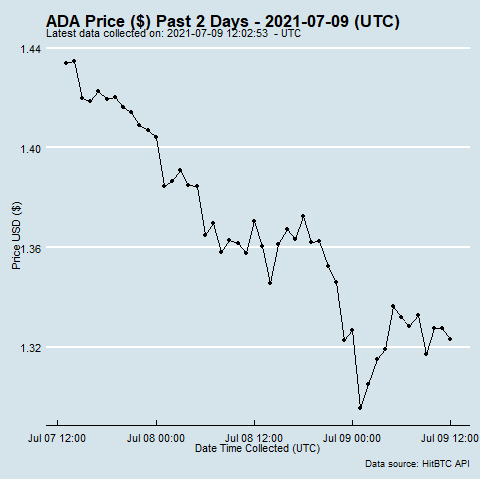 ADA Price ($) Past 2 Days - 2021-07-09 (UTC)
Latest data collected on: 2021-07-09 12:02:53 - UTC
1.44
1.40
1.36
1.32
Price USD ($)
Jul 07 12:00 Jul 08 00:00 Jul 08 12:00 Jul 09 00:00 Jul 09 12:00
Date Time Collected (UTC)
Data source: HitBTC API